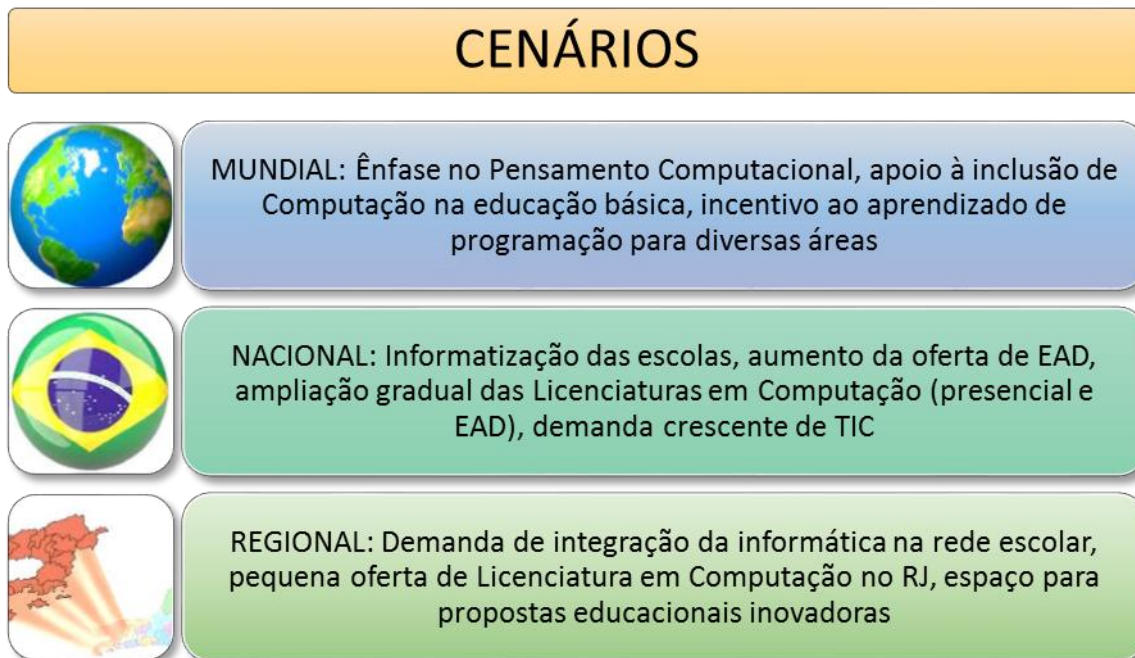 CENÁRIOS
MUNDIAL: Ênfase no Pensamento Computacional, apoio à inclusão de
Computação na educação básica, incentivo ao aprendizado de
programação para diversas áreas
NACIONAL: Informatização das escolas, aumento da oferta de EAD,
ampliação gradual das Licenciaturas em Computação (presencial e
EAD), demanda crescente de TIC
REGIONAL: Demanda de integração da informática na rede escolar,
pequena oferta de Licenciatura em Computação no RJ, espaço para
propostas educacionais inovadoras